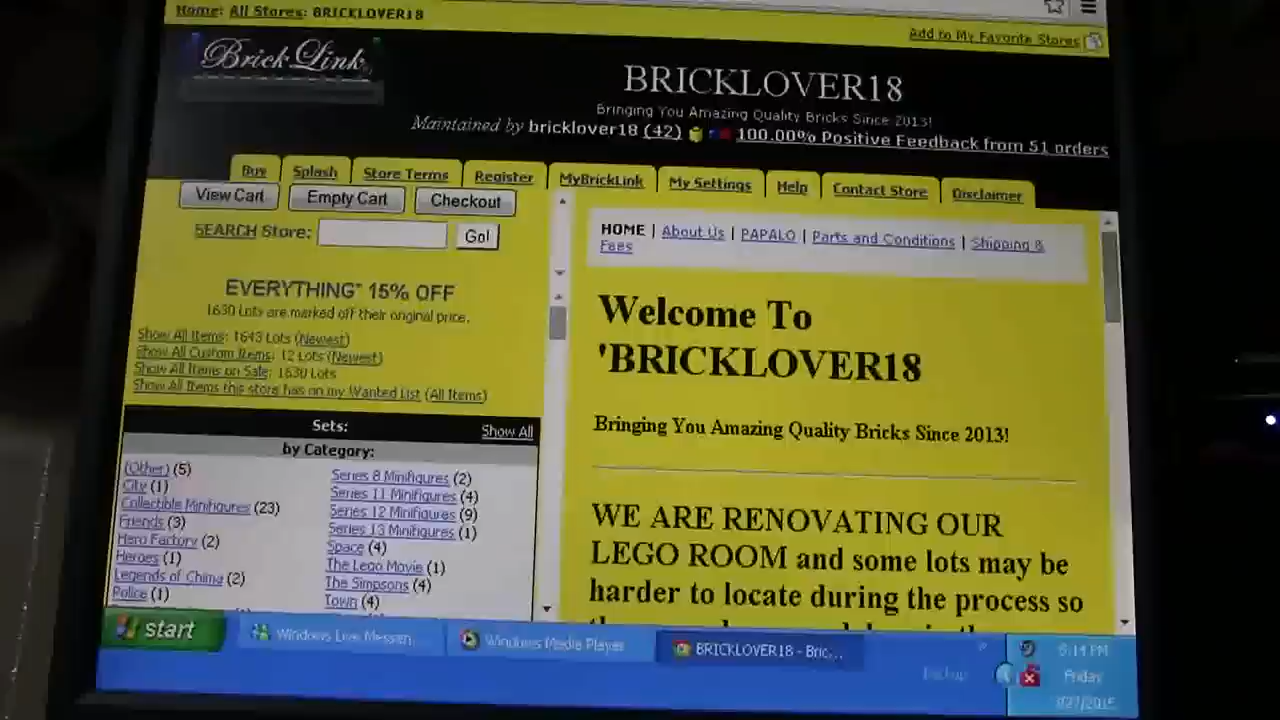 Home: All Stores: BRICKLOVER18
Add to My Favorite Stores
BrickLink
BRICKLOVER18
Bringing You Amazing Quality Bricks Since 2013!
Maintained by bricklover18 (42) 100.00% Positive Feedback from 51 orders
Buy Splash Store Terms Register MyBrickLink My Settings Help Contact Store Disclaimer
View Cart Empty Cart Checkout
SEARCH Store: Go!
EVERYTHING* 15% OFF
1630 Lots are marked off their original price.
Show All Items: 1643 Lots (Newest)
Show All Custom Items: 12 Lots (Newest)
Show All Items on Sale: 1630 Lots
Show All Items this store has on my Wanted List (All Items)
Sets: Show All
by Category:
(Other) (5)
City (1)
Collectible Minifigures (23)
Friends (3)
Hero Factory (2)
Heroes (1)
Legends of Chima (2)
Police (1)
Series 8 Minifigures (2)
Series 11 Minifigures (4)
Series 12 Minifigures (9)
Series 13 Minifigures (1)
Space (4)
The Lego Movie (1)
The Simpsons (4)
Town (4)
HOME | About Us | PAPALO | Parts and Conditions | Shipping &
Fees
Welcome To
'BRICKLOVER18
Bringing You Amazing Quality Bricks Since 2013!
WE ARE RENOVATING OUR
LEGO ROOM and some lots may be
harder to locate during the process so
start Windows Live Messen... Windows Media Player BRICKLOVER18 - Bric...
backup
6:14 PM
Friday
/27/2015